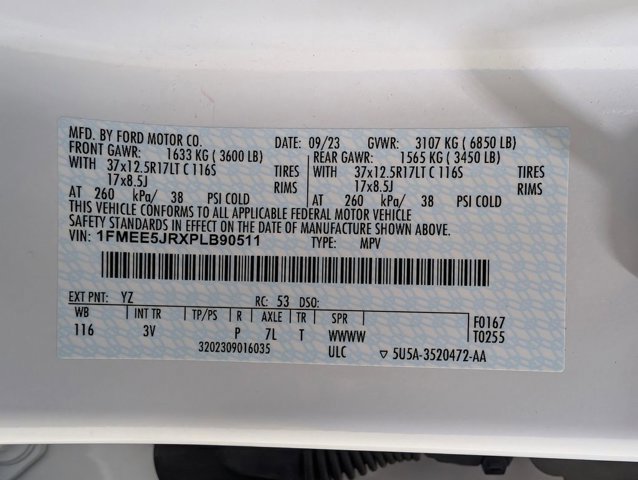 MFD. BY FORD MOTOR CO. DATE: 09/23 GVWR: 3107 KG ( 6850 LB)
FRONT GAWR: 1633 KG ( 3600 LB) REAR GAWR: 1565 KG ( 3450 LB)
WITH 37x12.5R17LT C 116S TIRES 37x12.5R17LT C 116S TIRES
WITH 17x8.5J RIMS 17x8.5J RIMS
AT 260 kPa/ 38 PSI COLD AT 260 kPa/ 38 PSI COLD
THIS VEHICLE CONFORMS TO ALL APPLICABLE FEDERAL MOTOR VEHICLE
SAFETY STANDARDS IN EFFECT ON THE DATE OF MANUFACTURE SHOWN ABOVE.
VIN: 1FMEE5JRXPLB90511 TYPE: MPV
EXT PNT: YZ RC: 53 DSO:
WB INT TR TP/PS R AXLE TR SPR F0167
116 3V P 7L T WWWW T0255
3202309016035 ULC ▽ 5U5A-3520472-AA